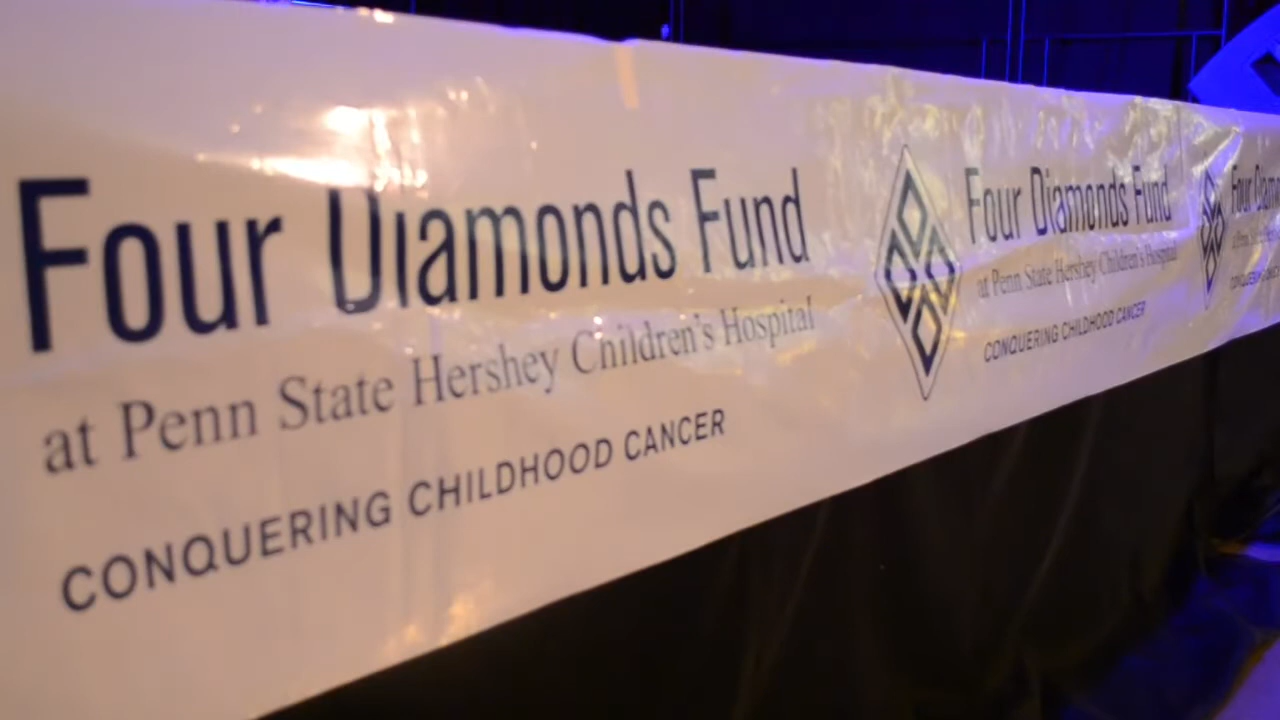 Four Diamonds Fund
at Penn State Hershey Children's Hospital
CONQUERING CHILDHOOD CANCER
Four Diamonds Fund
at Penn State Hershey Children's Hospital
CONQUERING CHILDHOOD CANCER
Four